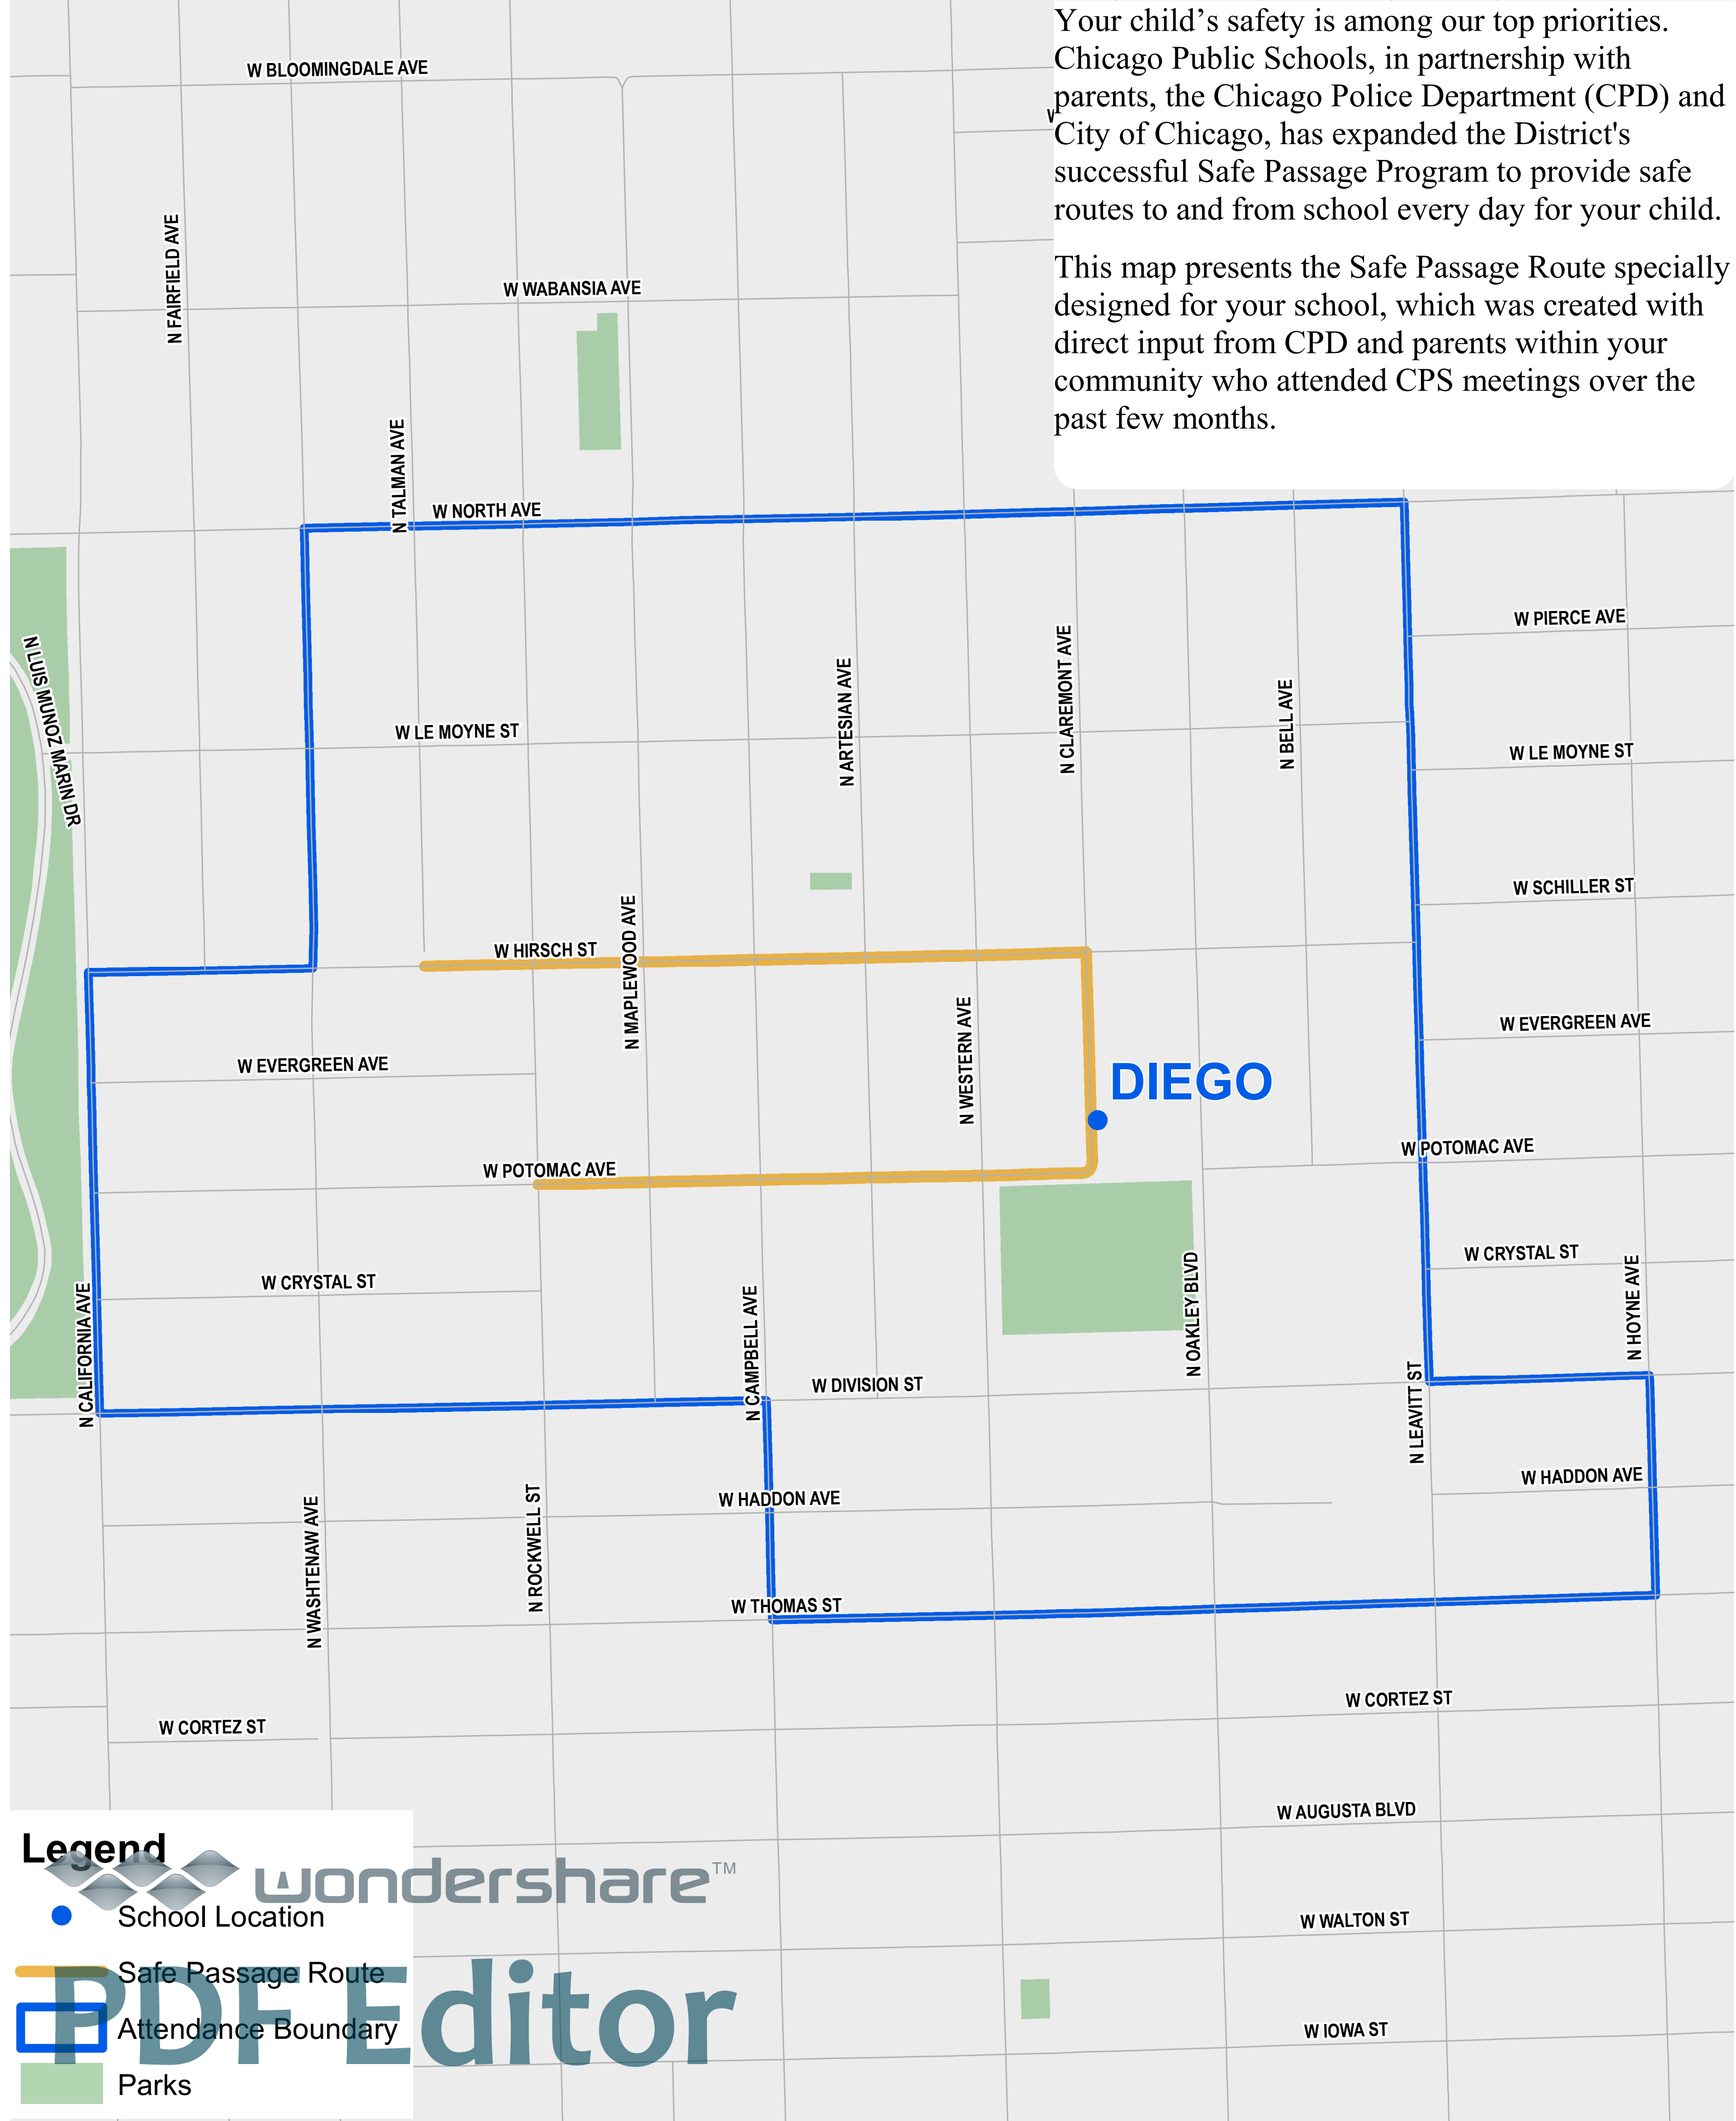 Your child’s safety is among our top priorities.
Chicago Public Schools, in partnership with
parents, the Chicago Police Department (CPD) and
City of Chicago, has expanded the District's
successful Safe Passage Program to provide safe
routes to and from school every day for your child.
This map presents the Safe Passage Route specially
designed for your school, which was created with
direct input from CPD and parents within your
community who attended CPS meetings over the
past few months.
W BLOOMINGDALE AVE
W
N FAIRFIELD AVE
W WABANSIA AVE
N TALMAN AVE
W NORTH AVE
W PIERCE AVE
N LUIS MUNOZ MARIN DR
W LE MOYNE ST
N ARTESIAN AVE
N CLAREMONT AVE
N BELL AVE
W LE MOYNE ST
W SCHILLER ST
W HIRSCH ST
N MAPLEWOOD AVE
N WESTERN AVE
W EVERGREEN AVE
W EVERGREEN AVE
DIEGO
W POTOMAC AVE
W POTOMAC AVE
W CRYSTAL ST
W CRYSTAL ST
N CALIFORNIA AVE
N CAMPBELL AVE
N OAKLEY BLVD
N HOYNE AVE
W DIVISION ST
N LEAVITT ST
W HADDON AVE
W HADDON AVE
N WASHTENAW AVE
N ROCKWELL ST
W THOMAS ST
W CORTEZ ST
W CORTEZ ST
W AUGUSTA BLVD
W WALTON ST
W IOWA ST
Legend
wondershare™
School Location
Safe Passage Route
PDF Editor
Attendance Boundary
Parks